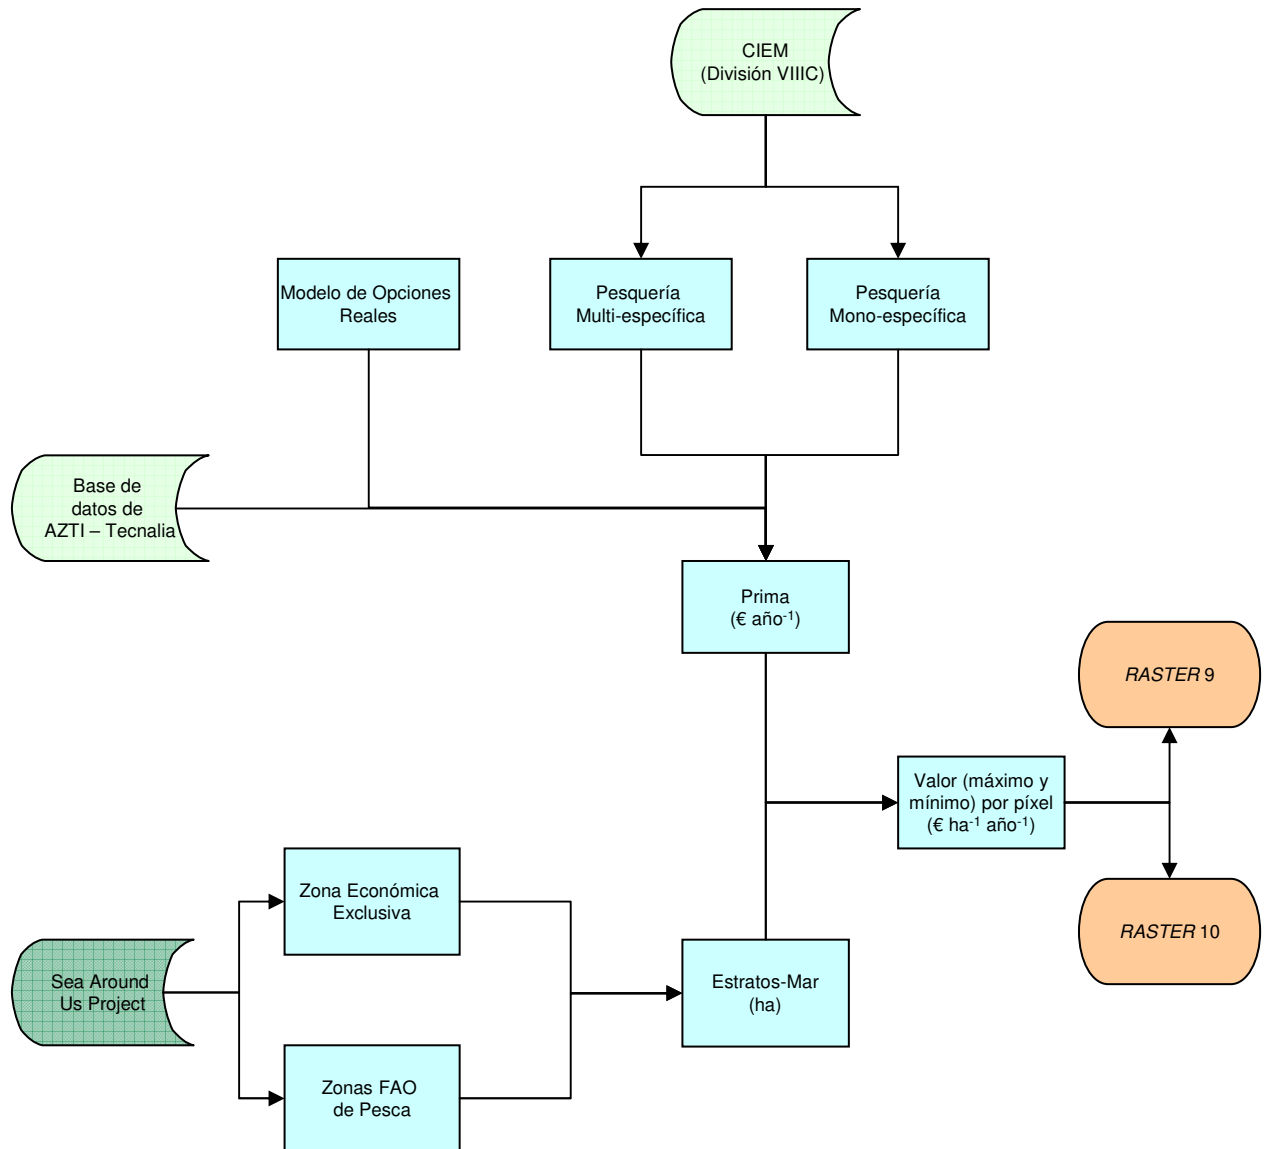 CIEM
(División VIIIC)
Modelo de Opciones
Reales
Pesquería
Multi-específica
Pesquería
Mono-específica
Base de
datos de
AZTI – Tecnalia
Prima
(€ año⁻¹)
RASTER 9
Valor (máximo y
mínimo) por píxel
(€ ha⁻¹ año⁻¹)
Zona Económica
Exclusiva
RASTER 10
Sea Around
Us Project
Estratos-Mar
(ha)
Zonas FAO
de Pesca